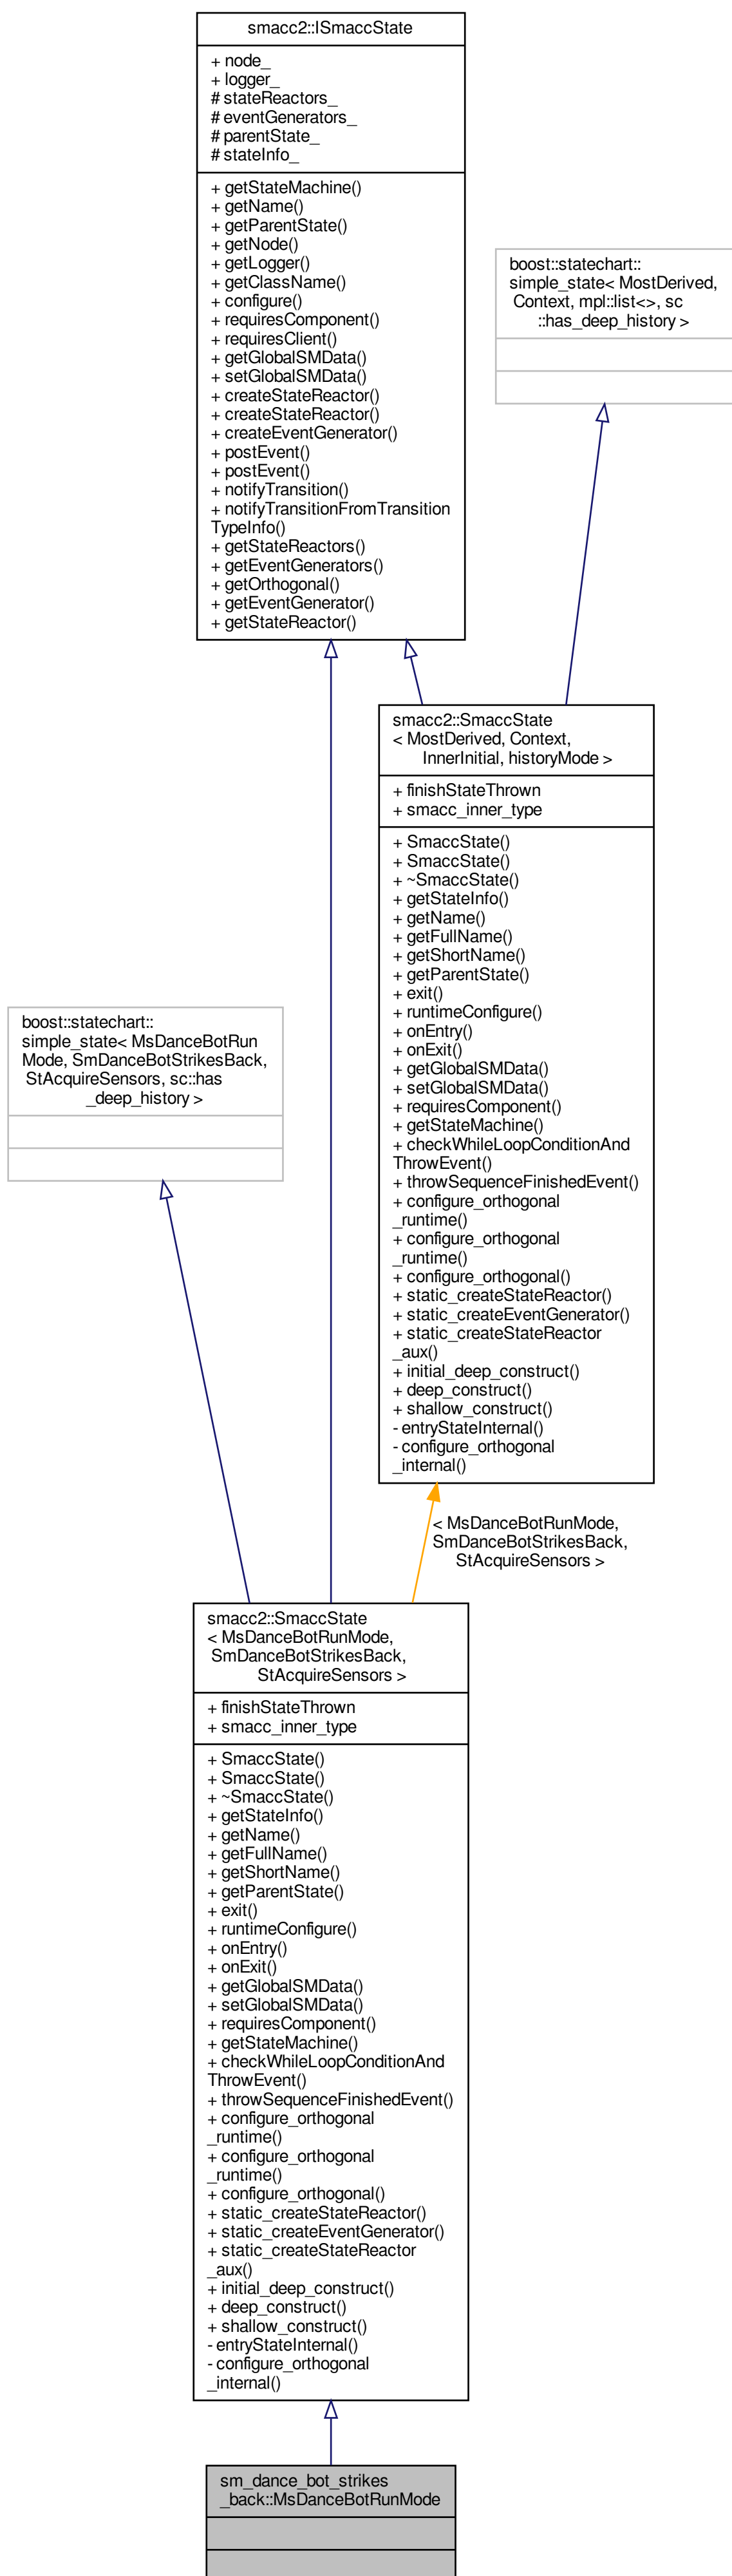 smacc2::ISmaccState
+ node_
+ logger_
# stateReactors_
# eventGenerators_
# parentState_
# stateInfo_
+ getStateMachine()
+ getName()
+ getParentState()
+ getNode()
+ getLogger()
+ getClassName()
+ configure()
+ requiresComponent()
+ requiresClient()
+ getGlobalSMData()
+ setGlobalSMData()
+ createStateReactor()
+ createStateReactor()
+ createEventGenerator()
+ postEvent()
+ postEvent()
+ notifyTransition()
+ notifyTransitionFromTransition
TypeInfo()
+ getStateReactors()
+ getEventGenerators()
+ getOrthogonal()
+ getEventGenerator()
+ getStateReactor()
boost::statechart::
simple_state< MostDerived,
Context, mpl::list<>, sc
::has_deep_history >
smacc2::SmaccState
< MostDerived, Context,
InnerInitial, historyMode >
+ finishStateThrown
+ smacc_inner_type
+ SmaccState()
+ SmaccState()
+ ~SmaccState()
+ getStateInfo()
+ getName()
+ getFullName()
+ getShortName()
+ getParentState()
+ exit()
+ runtimeConfigure()
+ onEntry()
+ onExit()
+ getGlobalSMData()
+ setGlobalSMData()
+ requiresComponent()
+ getStateMachine()
+ checkWhileLoopConditionAnd
ThrowEvent()
+ throwSequenceFinishedEvent()
+ configure_orthogonal
_runtime()
+ configure_orthogonal
_runtime()
+ configure_orthogonal()
+ static_createStateReactor()
+ static_createEventGenerator()
+ static_createStateReactor
_aux()
+ initial_deep_construct()
+ deep_construct()
+ shallow_construct()
- entryStateInternal()
- configure_orthogonal
_internal()
boost::statechart::
simple_state< MsDanceBotRun
Mode, SmDanceBotStrikesBack,
StAcquireSensors, sc::has
_deep_history >
< MsDanceBotRunMode,
SmDanceBotStrikesBack,
StAcquireSensors >
smacc2::SmaccState
< MsDanceBotRunMode,
SmDanceBotStrikesBack,
StAcquireSensors >
+ finishStateThrown
+ smacc_inner_type
+ SmaccState()
+ SmaccState()
+ ~SmaccState()
+ getStateInfo()
+ getName()
+ getFullName()
+ getShortName()
+ getParentState()
+ exit()
+ runtimeConfigure()
+ onEntry()
+ onExit()
+ getGlobalSMData()
+ setGlobalSMData()
+ requiresComponent()
+ getStateMachine()
+ checkWhileLoopConditionAnd
ThrowEvent()
+ throwSequenceFinishedEvent()
+ configure_orthogonal
_runtime()
+ configure_orthogonal
_runtime()
+ configure_orthogonal()
+ static_createStateReactor()
+ static_createEventGenerator()
+ static_createStateReactor
_aux()
+ initial_deep_construct()
+ deep_construct()
+ shallow_construct()
- entryStateInternal()
- configure_orthogonal
_internal()
sm_dance_bot_strikes
_back::MsDanceBotRunMode